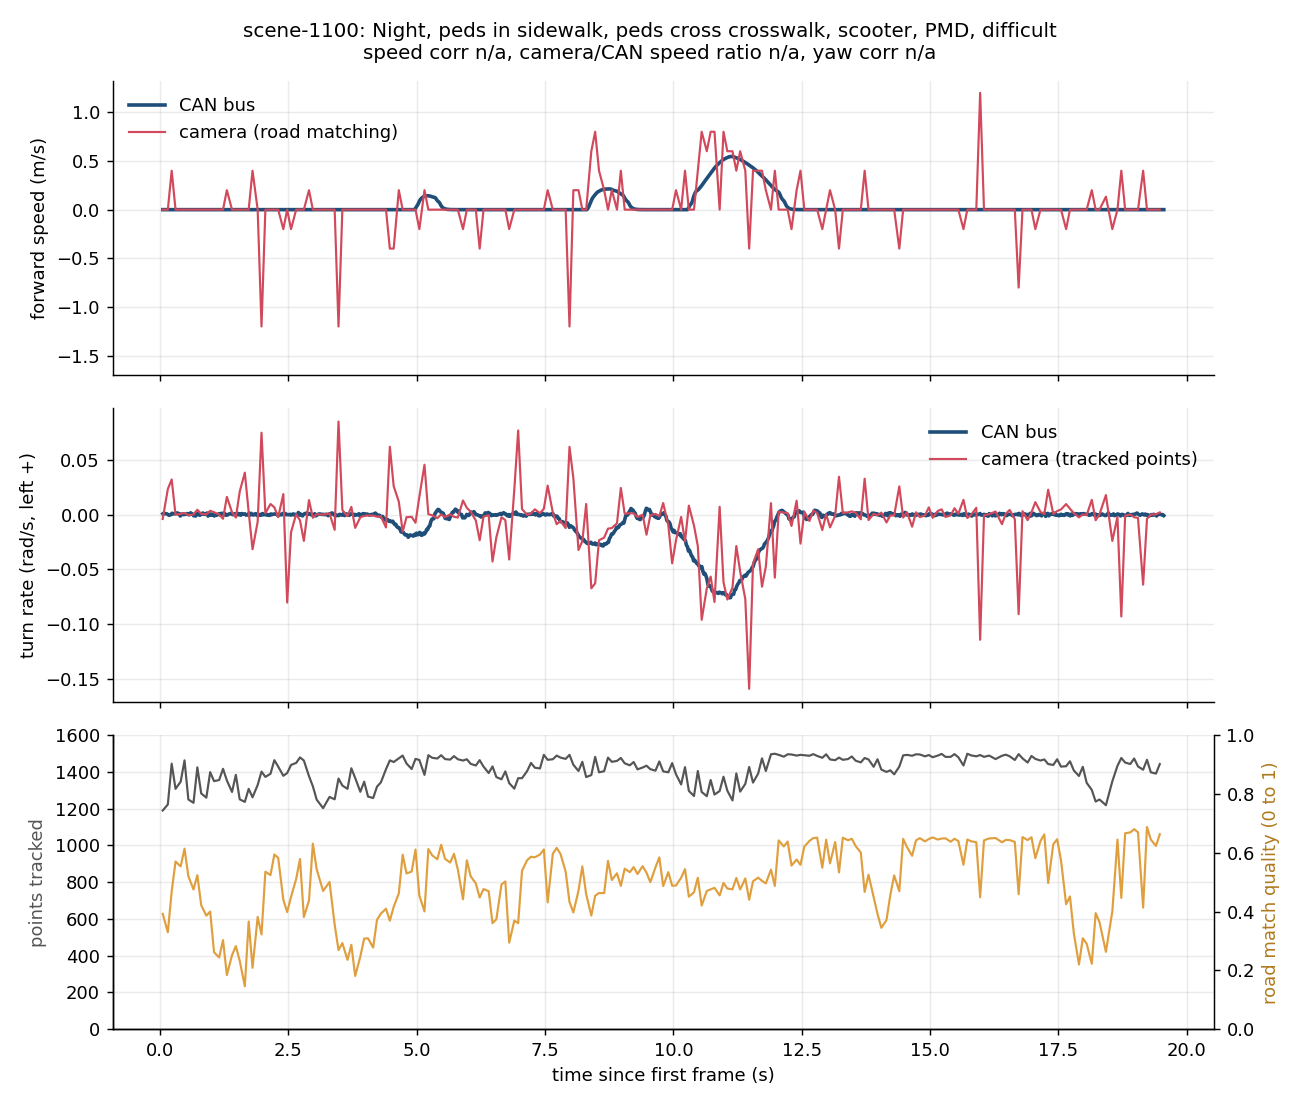 scene-1100: Night, peds in sidewalk, peds cross crosswalk, scooter, PMD, difficult
speed corr n/a, camera/CAN speed ratio n/a, yaw corr n/a
forward speed (m/s)
1.0
0.5
0.0
−0.5
−1.0
−1.5
CAN bus
camera (road matching)
turn rate (rad/s, left +)
0.05
0.00
−0.05
−0.10
−0.15
CAN bus
camera (tracked points)
points tracked
1600
1400
1200
1000
800
600
400
200
0
1.0
0.8
0.6
0.4
0.2
0.0
road match quality (0 to 1)
0.0 2.5 5.0 7.5 10.0 12.5 15.0 17.5 20.0
time since first frame (s)